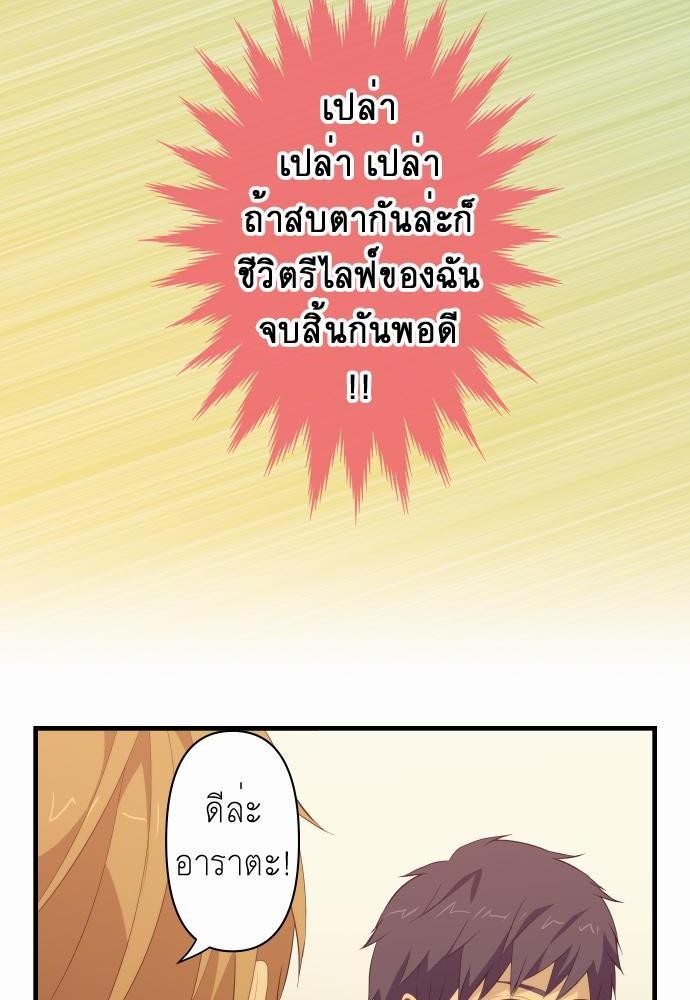 เปล่า
เปล่า เปล่า
ถ้าสบตากันล่ะก็
ชีวิตรีไลฟ์ของฉัน
จบสิ้นกันพอดี
!!
ดีล่ะ
อาราตะ!